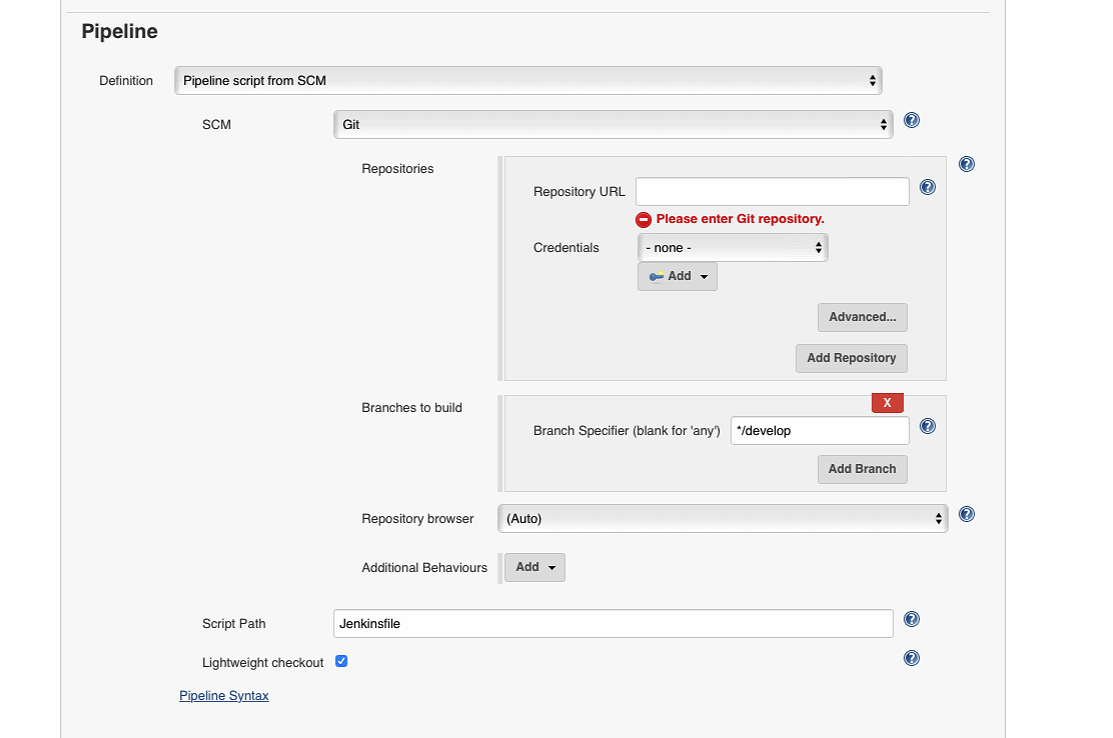 Pipeline
Definition Pipeline script from SCM
SCM Git
Repositories
Repository URL
Please enter Git repository.
Credentials - none -
Add
Advanced...
Add Repository
X
Branches to build
Branch Specifier (blank for 'any') */develop
Add Branch
Repository browser (Auto)
Additional Behaviours Add
Script Path Jenkinsfile
Lightweight checkout
Pipeline Syntax